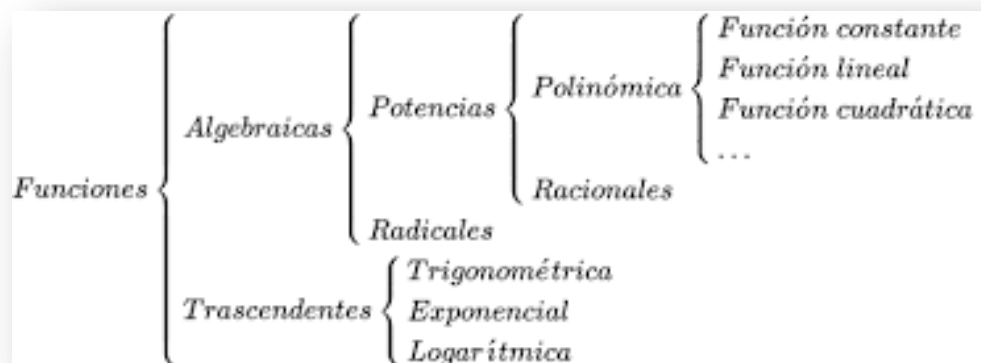 Función constante
Función lineal
Polinómica
Función cuadrática
Potencias
Algebraicas
...
Funciones
Racionales
Radicales
Trigonométrica
Trascendentes
Exponencial
Logarítmica